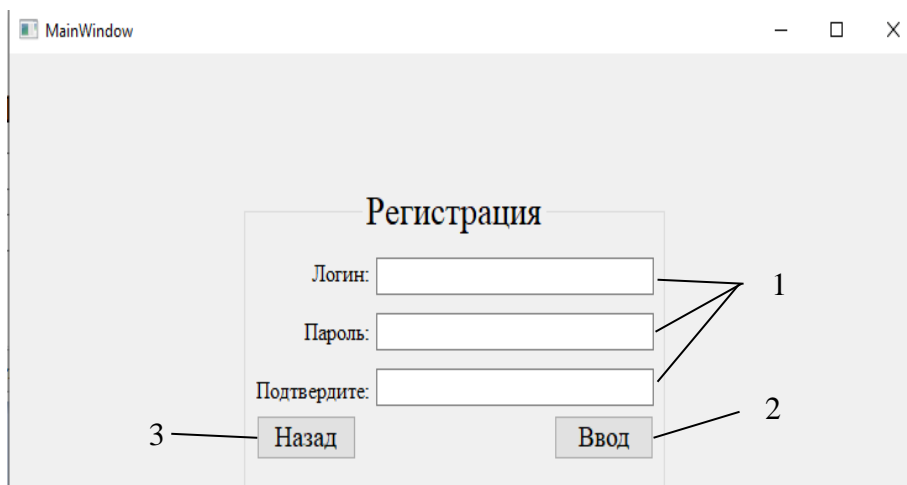 MainWindow
Регистрация
Логин:
1
Пароль:
Подтвердите:
2
3 Назад Ввод